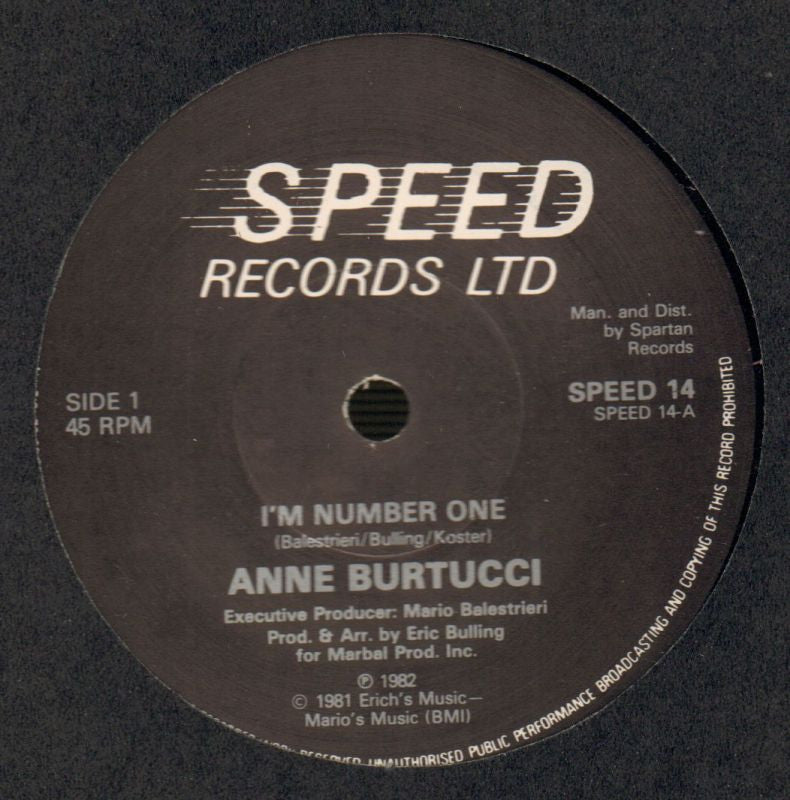 SPEED
RECORDS LTD
Man. and Dist.
by Spartan
Records
SIDE 1
45 RPM
SPEED 14
SPEED 14-A
I'M NUMBER ONE
(Balestrieri/Bulling/Koster)
ANNE BURTUCCI
Executive Producer: Mario Balestrieri
Prod. & Arr. by Eric Bulling
for Marbal Prod. Inc.
℗ 1982
© 1981 Erich's Music—
Mario's Music (BMI)
RESERVED UNAUTHORISED PUBLIC PERFORMANCE BROADCASTING AND COPYING OF THIS RECORD PROHIBITED